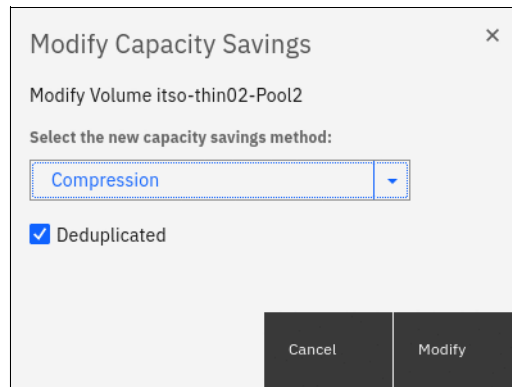 Modify Capacity Savings
Modify Volume itso-thin02-Pool2
Select the new capacity savings method:
Compression
Deduplicated
Cancel Modify